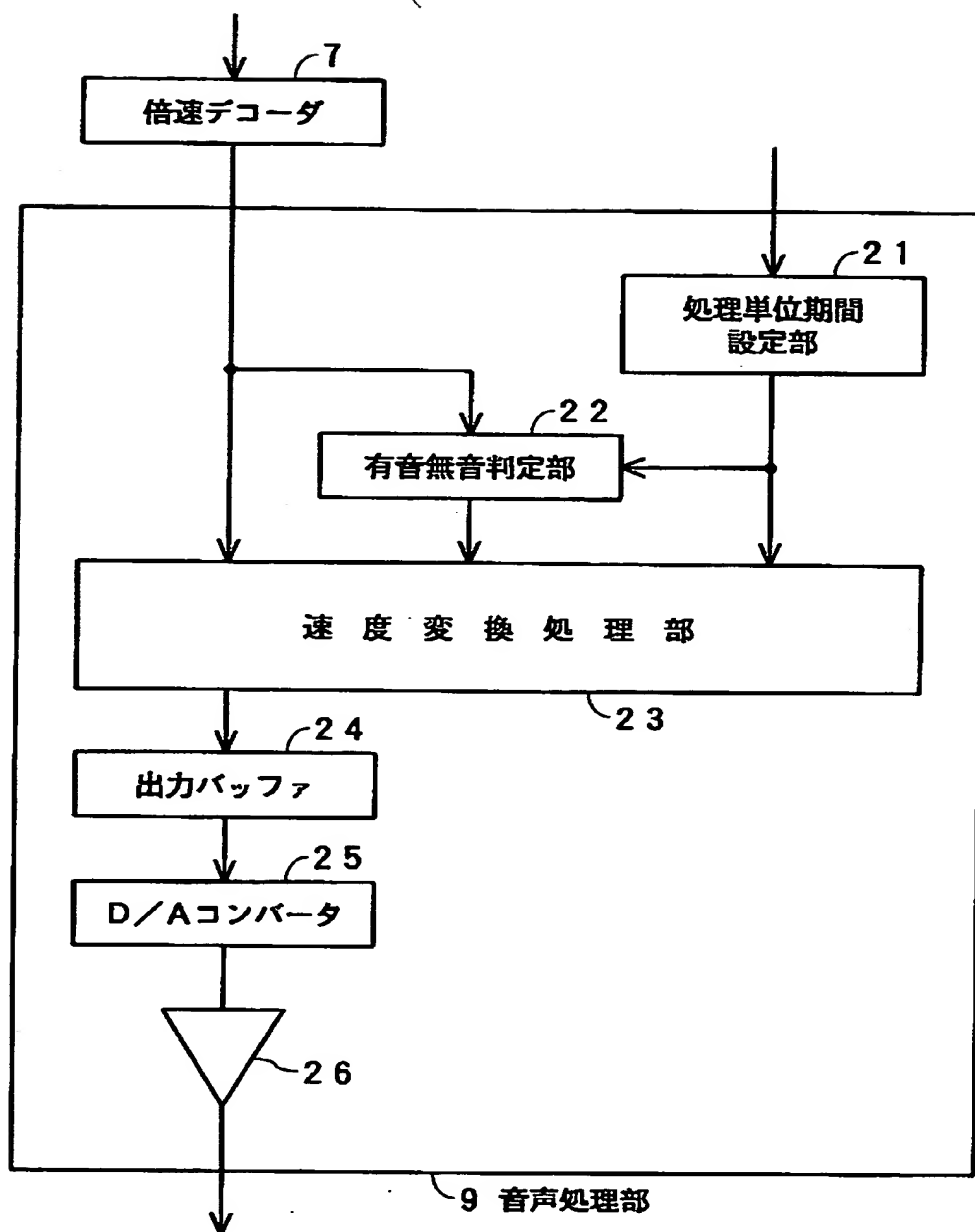 7
倍速デコーダ
21
処理単位期間
設定部
22
有音無音判定部
速度変換処理部
23
24
出力バッファ
25
D/Aコンバータ
26
9 音声処理部